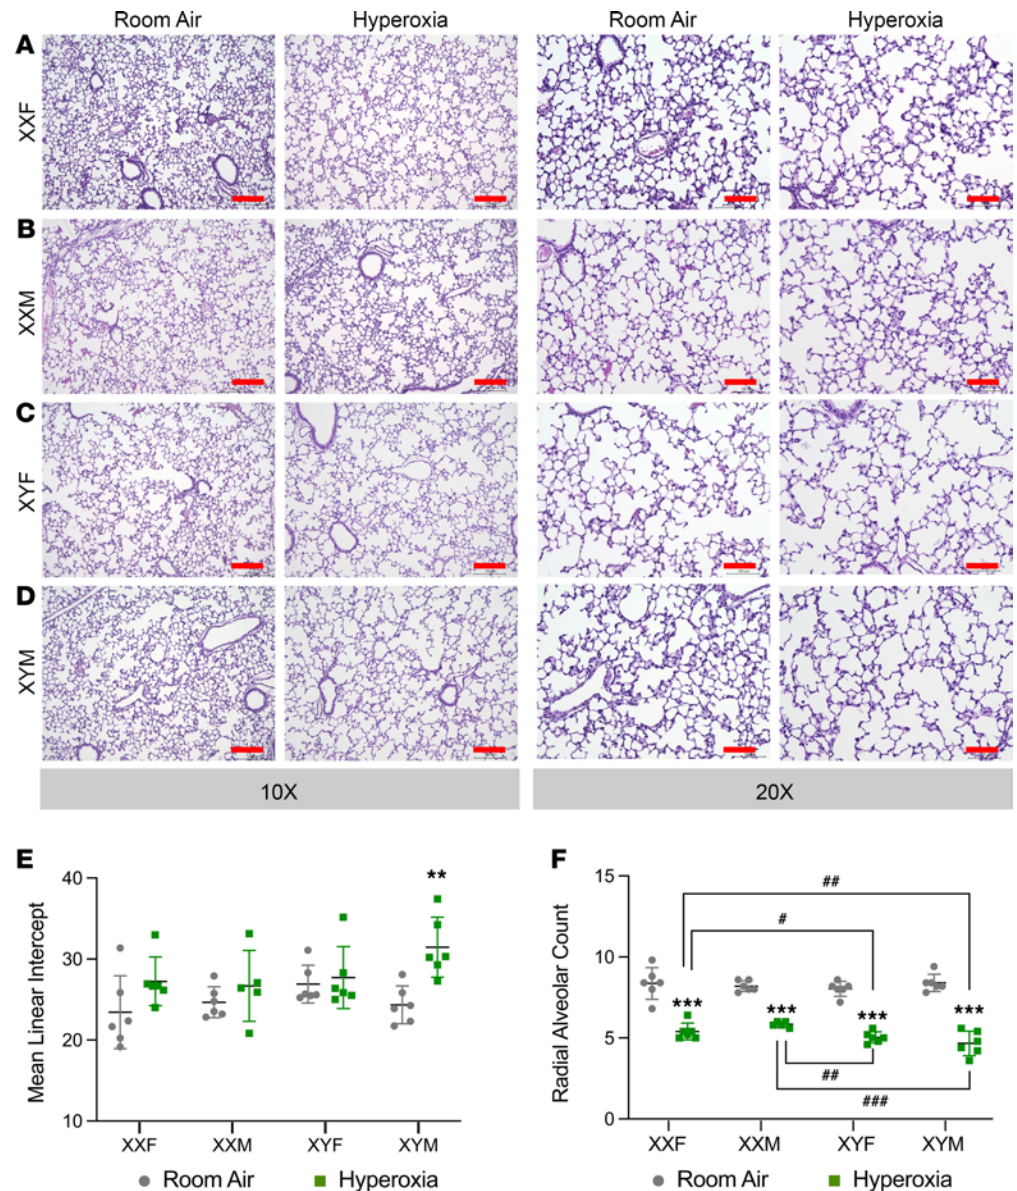 Room Air Hyperoxia Room Air Hyperoxia
A
XXF
B
XXM
C
XYF
D
XYM
10X 20X
E
Mean Linear Intercept
40
30
20
10
**
XXF XXM XYF XYM
Room Air Hyperoxia
F
Radial Alveolar Count
15
10
5
0
##
#
*** *** *** ***
##
###
XXF XXM XYF XYM
Room Air Hyperoxia